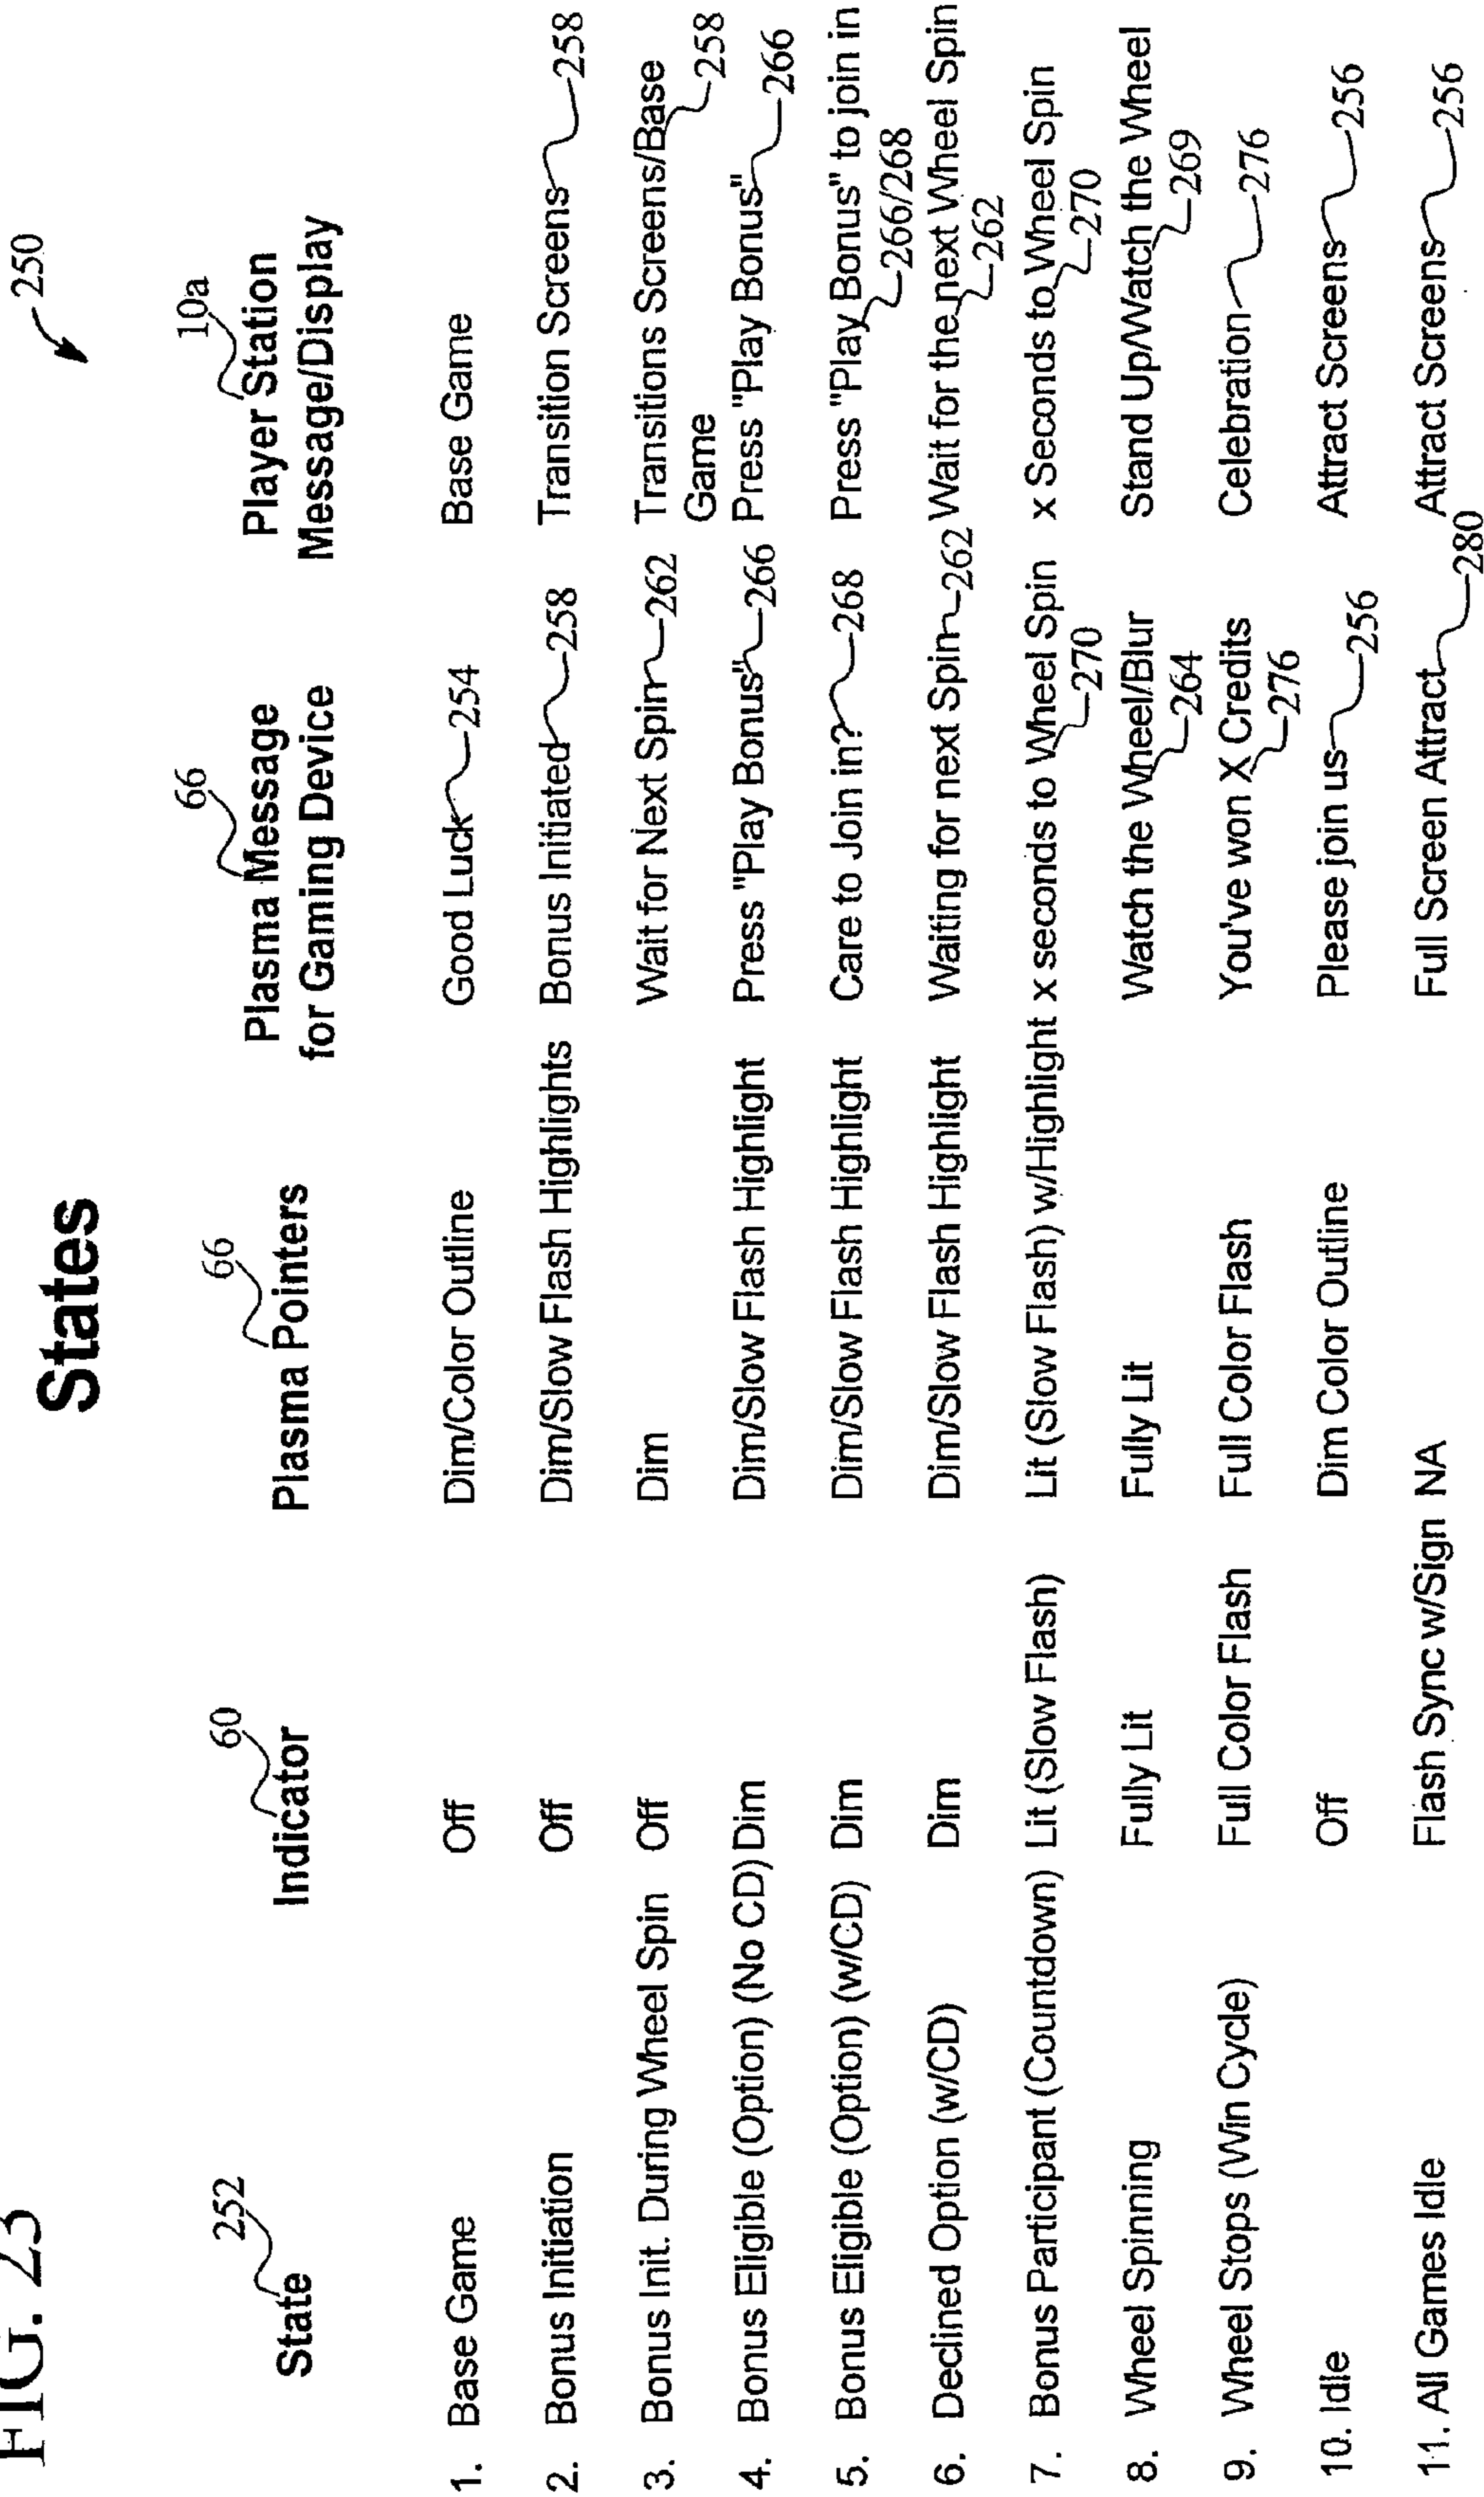 FIG. 23
States
250
252
60
66
66
10a
State Indicator Plasma Pointers Plasma Message for Gaming Device Player Station Message/Display
1. Base Game Off Dim/Color Outline Good Luck 254 Base Game
2. Bonus Initiation Off Dim/Slow Flash Highlights Bonus Initiated 258 Transition Screens 258
3. Bonus Init. During Wheel Spin Off Dim Wait for Next Spin 262 Transitions Screens/Base
Game 258
4. Bonus Eligible (Option) (No CD) Dim Dim/Slow Flash Highlight Press "Play Bonus" 266 Press "Play Bonus" 266
5. Bonus Eligible (Option) (w/CD) Dim Dim/Slow Flash Highlight Care to Join in? 268 Press "Play Bonus" to join in
266/268
6. Declined Option (w/CD) Dim Dim/Slow Flash Highlight Waiting for next Spin 262 Wait for the next Wheel Spin
262
7. Bonus Participant (Countdown) Lit (Slow Flash) Lit (Slow Flash) w/Highlight x seconds to Wheel Spin x Seconds to Wheel Spin
270 270
8. Wheel Spinning Fully Lit Fully Lit Watch the Wheel/Blur Stand Up/Watch the Wheel
264 269
9. Wheel Stops (Win Cycle) Full Color Flash Full Color Flash You've won X Credits Celebration 276
276
10. Idle Off Dim Color Outline Please join us 256 Attract Screens 256
11. All Games Idle Flash Sync w/Sign NA Full Screen Attract 280 Attract Screens 256